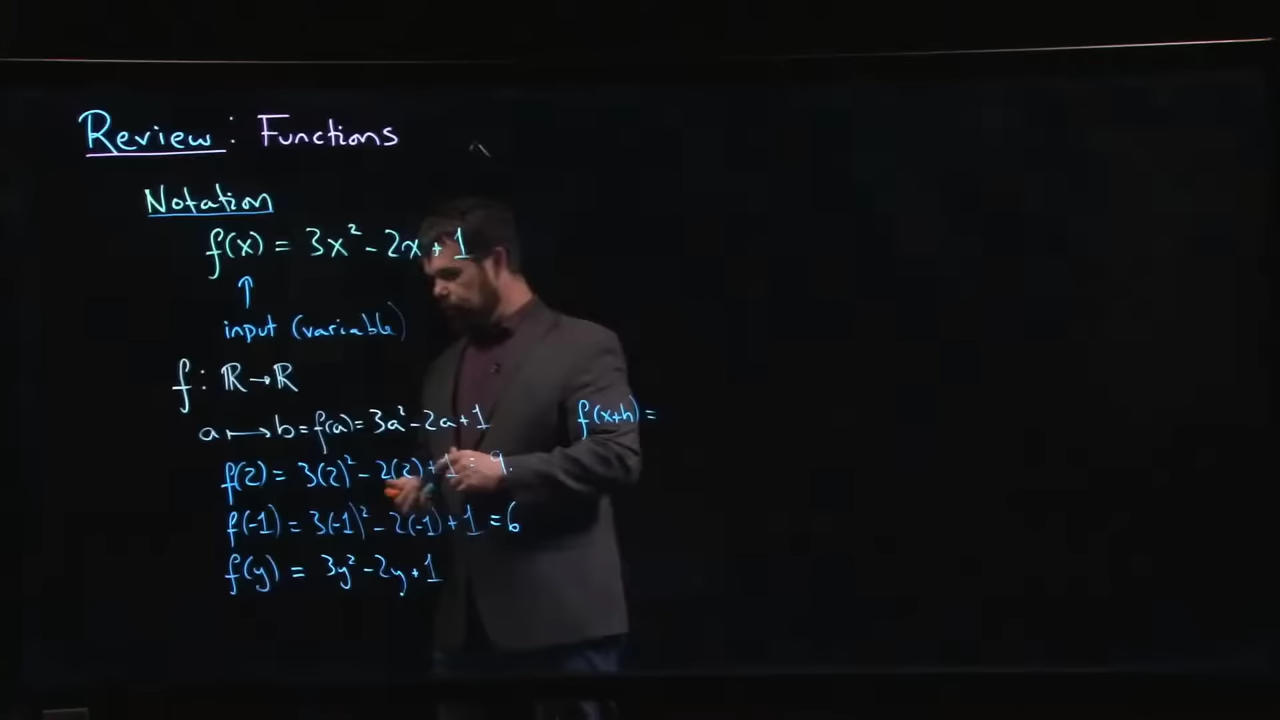 Review: Functions
Notation
f(x) = 3x² - 2x + 1
↑
input (variable)
f: ℝ → ℝ
a ⟼ b = f(a) = 3a² - 2a + 1
f(2) = 3(2)² - 2(2) + 1 = 9.
f(-1) = 3(-1)² - 2(-1) + 1 = 6
f(y) = 3y² - 2y + 1
f(x+h) =